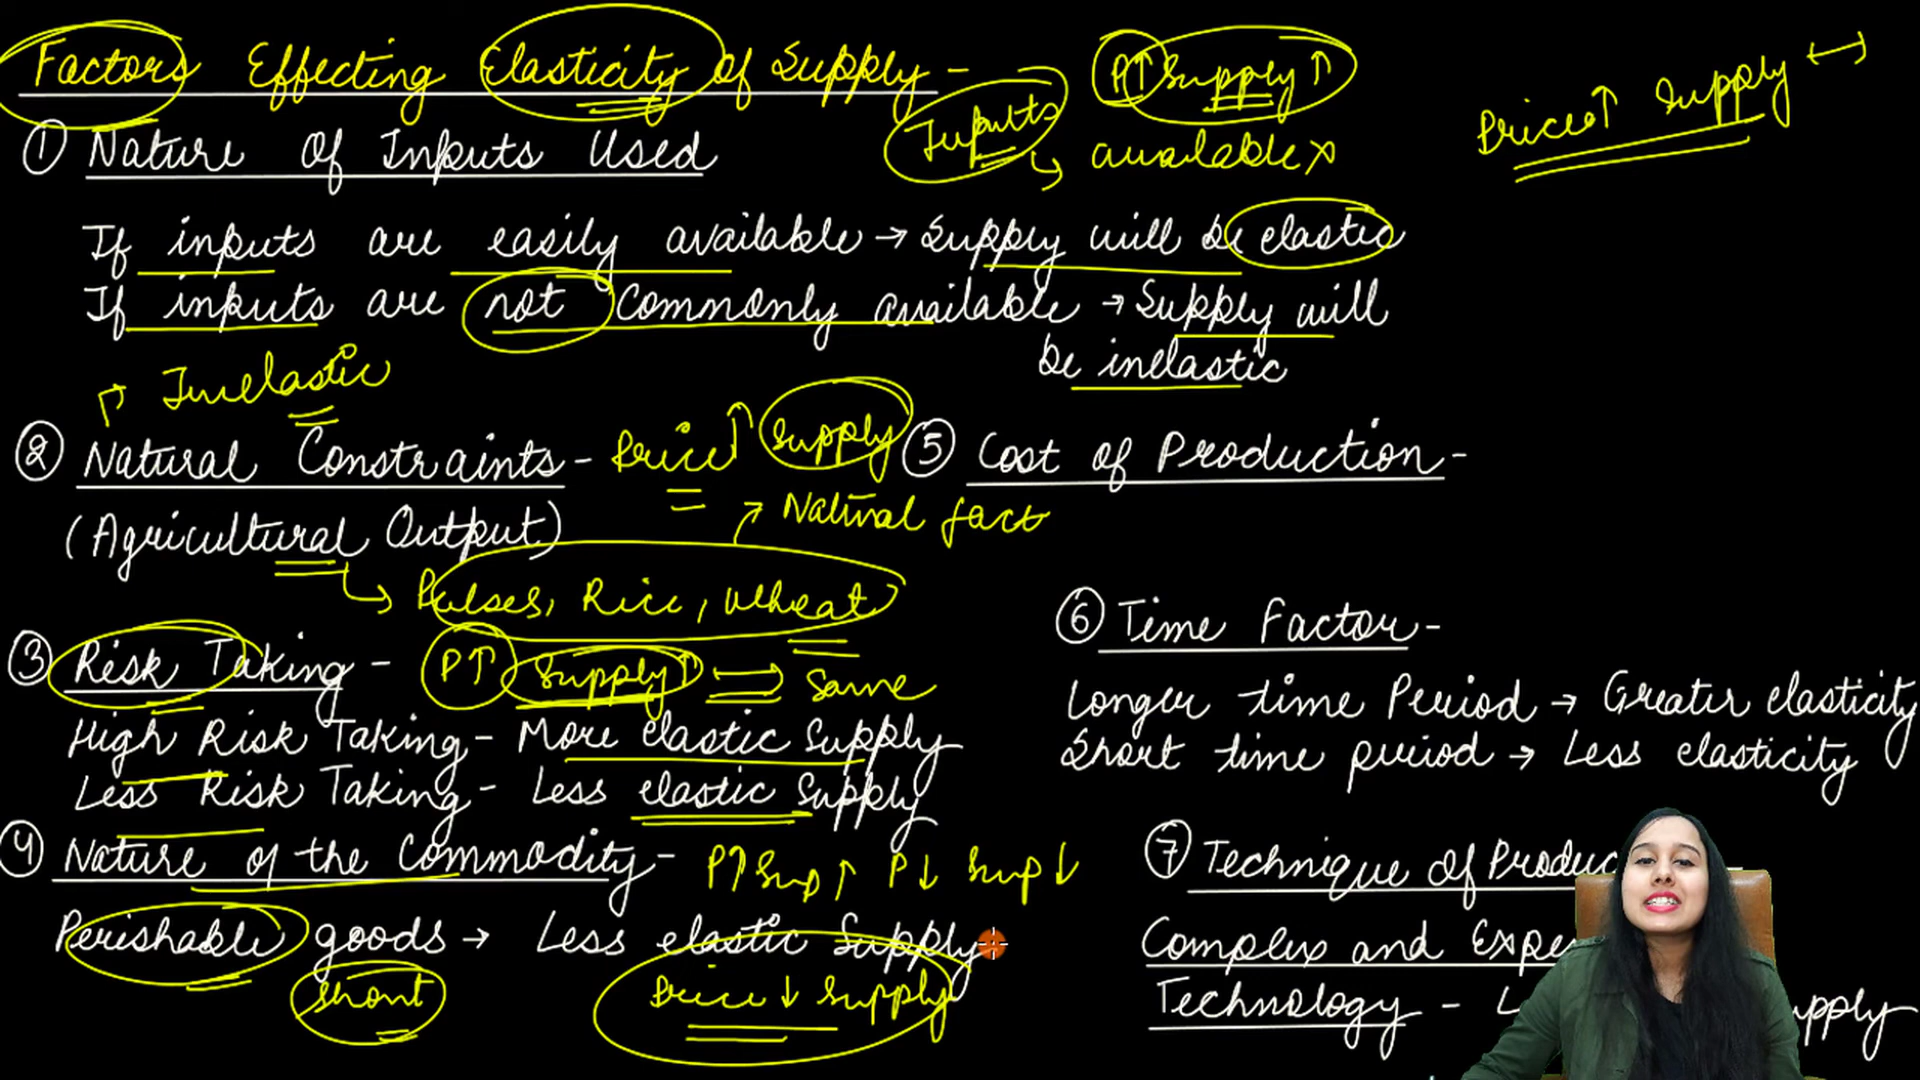 Factors Effecting Elasticity of Supply -
P↑ Supply ↑
Prices↑ Supply ↔
Inputs
↳ available x
① Nature Of Inputs Used
If inputs are easily available → Supply will be elastic
If inputs are not commonly available → Supply will
be inelastic
↱ Inelastic
② Natural Constraints - Price ↑ Supply
(Agricultural Output)
↗ Natural fact
↳ Pulses, Rice, Wheat
③ Risk Taking - P↑ Supply↑ ↔ Same
High Risk Taking - More elastic Supply
Less Risk Taking - Less elastic Supply
④ Nature of the Commodity - P↑ Sup↑ P↓ Sup↓
Perishable goods → Less elastic Supply
Short
Price ↓ Supply
⑤ Cost of Production -
⑥ Time Factor -
Longer time Period → Greater elasticity
Short time period → Less elasticity
⑦ Technique Of Produc
Complex and Expe
Technology - L upply